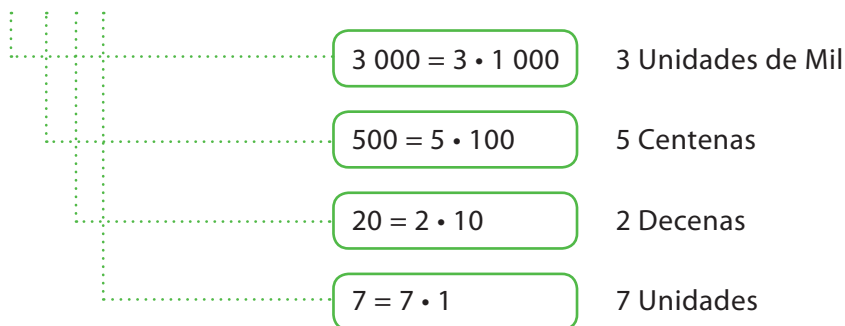 3 000 = 3 • 1 000 3 Unidades de Mil
500 = 5 • 100 5 Centenas
20 = 2 • 10 2 Decenas
7 = 7 • 1 7 Unidades